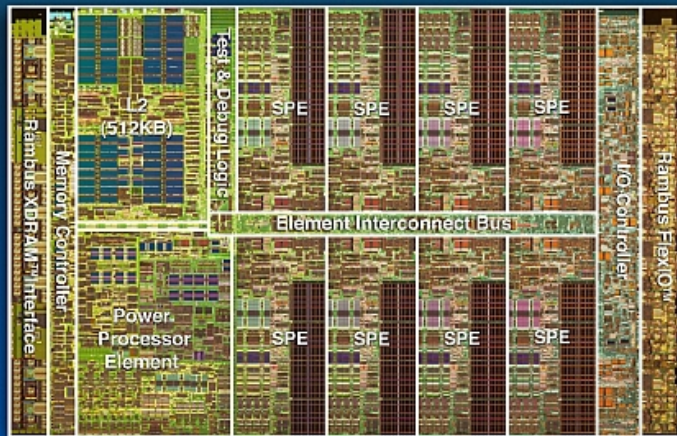 Rambus XDRAM™ Interface
Memory Controller
L2
(512KB)
Test & Debug Logic
SPE
SPE
SPE
SPE
I/O Controller
Rambus FlexIO™
Element Interconnect Bus
Power
Processor
Element
SPE
SPE
SPE
SPE